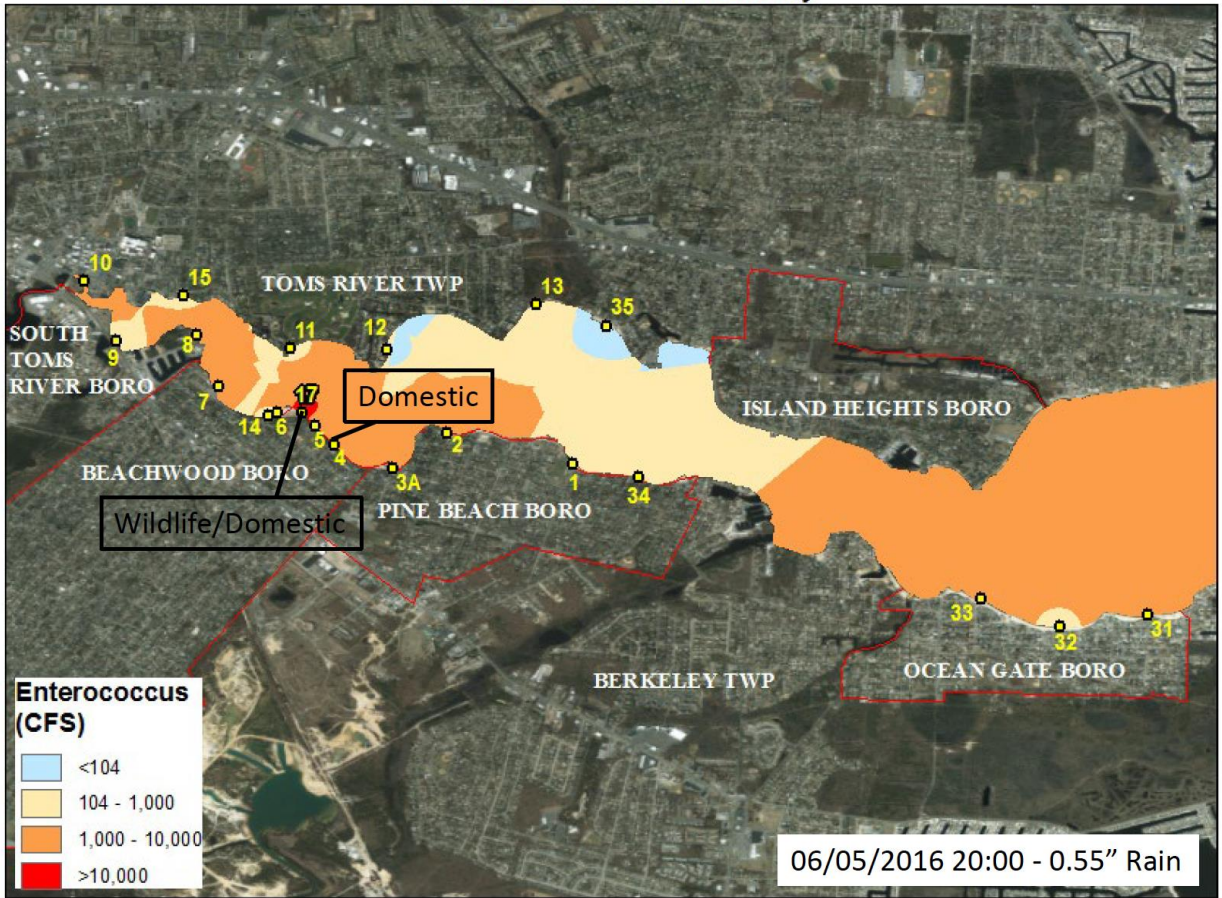 10
15
TOMS RIVER TWP
13
35
SOUTH
TOMS
RIVER BORO
9
8
11
12
7
17
Domestic
ISLAND HEIGHTS BORO
14
6
5
4
2
BEACHWOOD BORO
3A
1
34
PINE BEACH BORO
Wildlife/Domestic
33
32
31
OCEAN GATE BORO
BERKELEY TWP
Enterococcus
(CFS)
<104
104 - 1,000
1,000 - 10,000
>10,000
06/05/2016 20:00 - 0.55” Rain